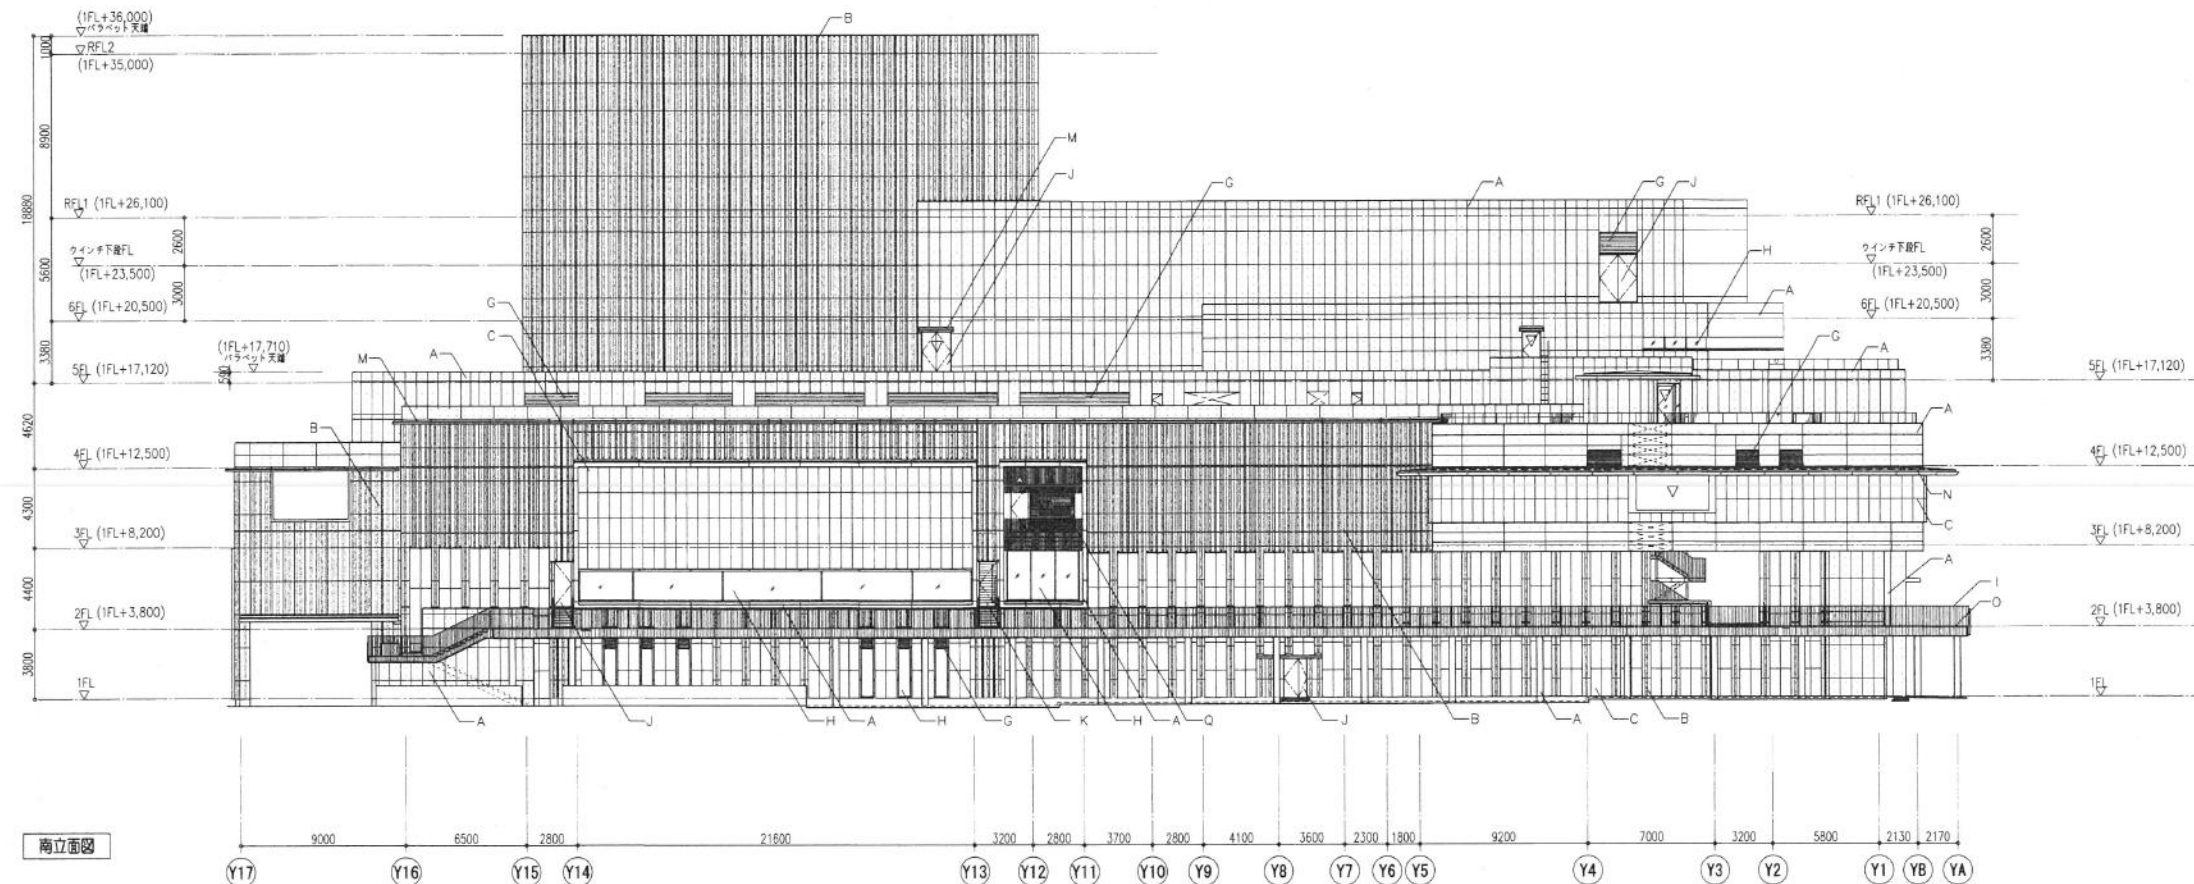 (1FL+36,000)
パラペット天端
RFL2
(1FL+35,000)
1000
8900
18880
RFL1 (1FL+26,100)
2600
ウインチ下段FL
(1FL+23,500)
5600
3000
6FL (1FL+20,500)
3380
(1FL+17,710)
パラペット天端
590
5FL (1FL+17,120)
4620
4FL (1FL+12,500)
4300
3FL (1FL+8,200)
4400
2FL (1FL+3,800)
3800
1FL
B
M
J
G
A
G
J
H
A
G
C
M
A
A
G
A
B
N
C
A
I
O
A
J
H
A
H
G
K
H
A
Q
J
B
A
C
B
RFL1 (1FL+26,100)
2600
ウインチ下段FL
(1FL+23,500)
3000
6FL (1FL+20,500)
3380
5FL (1FL+17,120)
4FL (1FL+12,500)
3FL (1FL+8,200)
2FL (1FL+3,800)
1FL
南立面図
9000 6500 2800 21600 3200 2800 3700 2800 4100 3600 2300 1800 9200 7000 3200 5800 2130 2170
Y17 Y16 Y15 Y14 Y13 Y12 Y11 Y10 Y9 Y8 Y7 Y6 Y5 Y4 Y3 Y2 Y1 YB YA